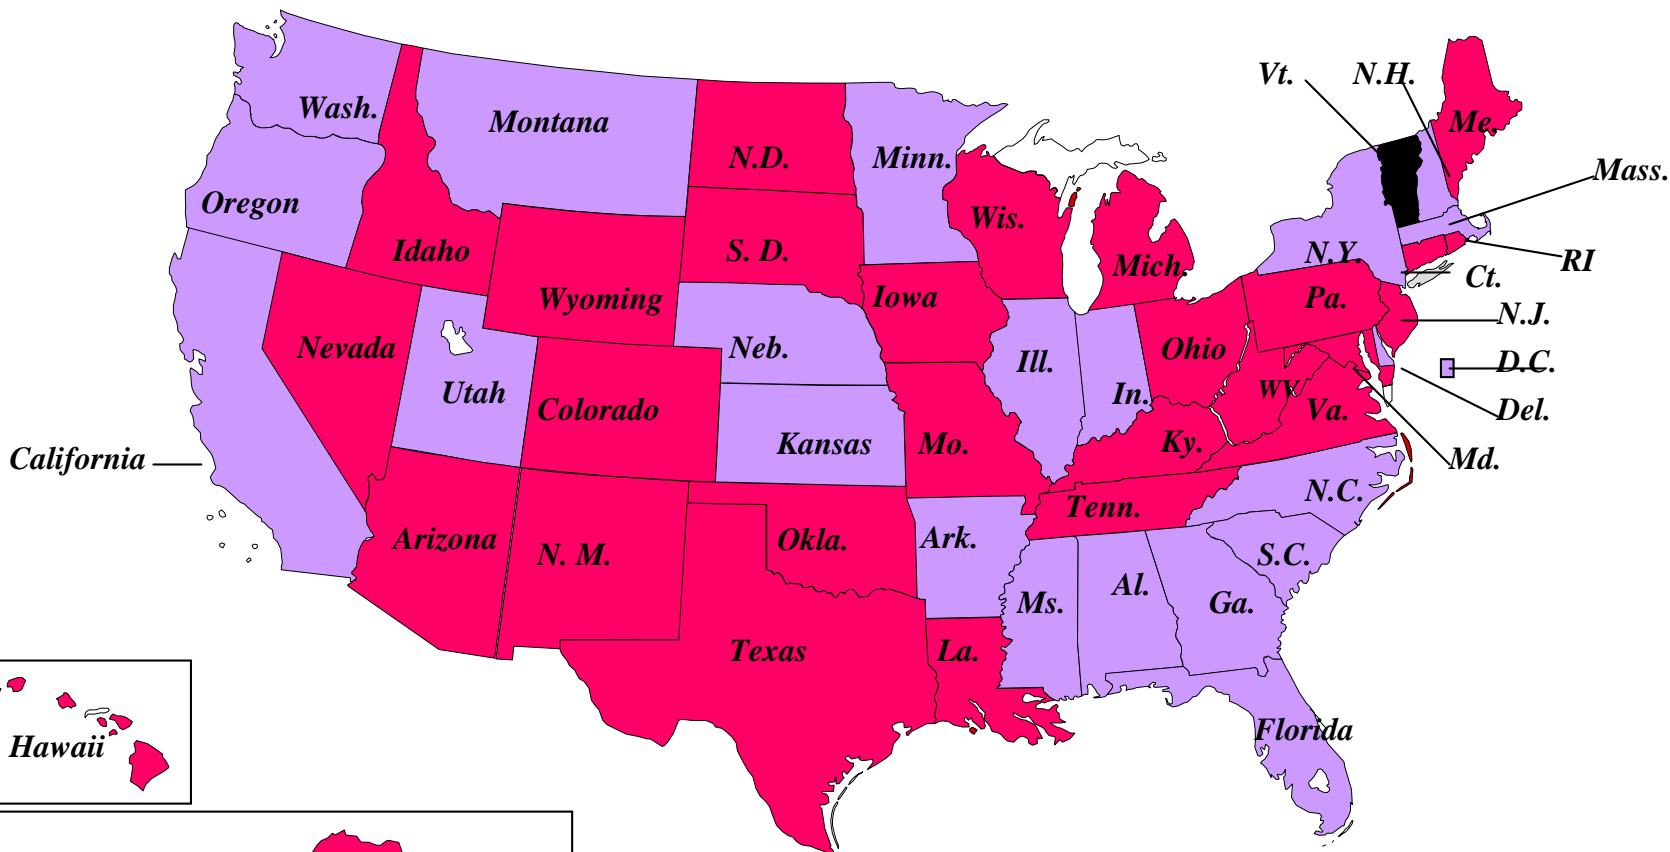 Vt.
N.H.
Wash.
Montana
Me.
N.D.
Minn.
Mass.
Oregon
Wis.
Idaho
S. D.
Mich.
N.Y.
RI
Ct.
Wyoming
Iowa
Pa.
N.J.
Nevada
Neb.
Ill.
Ohio
D.C.
Utah
Colorado
In.
WV
Va.
Del.
California
Kansas
Mo.
Ky.
Md.
Arizona
N. M.
Okla.
Ark.
Tenn.
N.C.
S.C.
Texas
La.
Ms.
Al.
Ga.
Hawaii
Florida